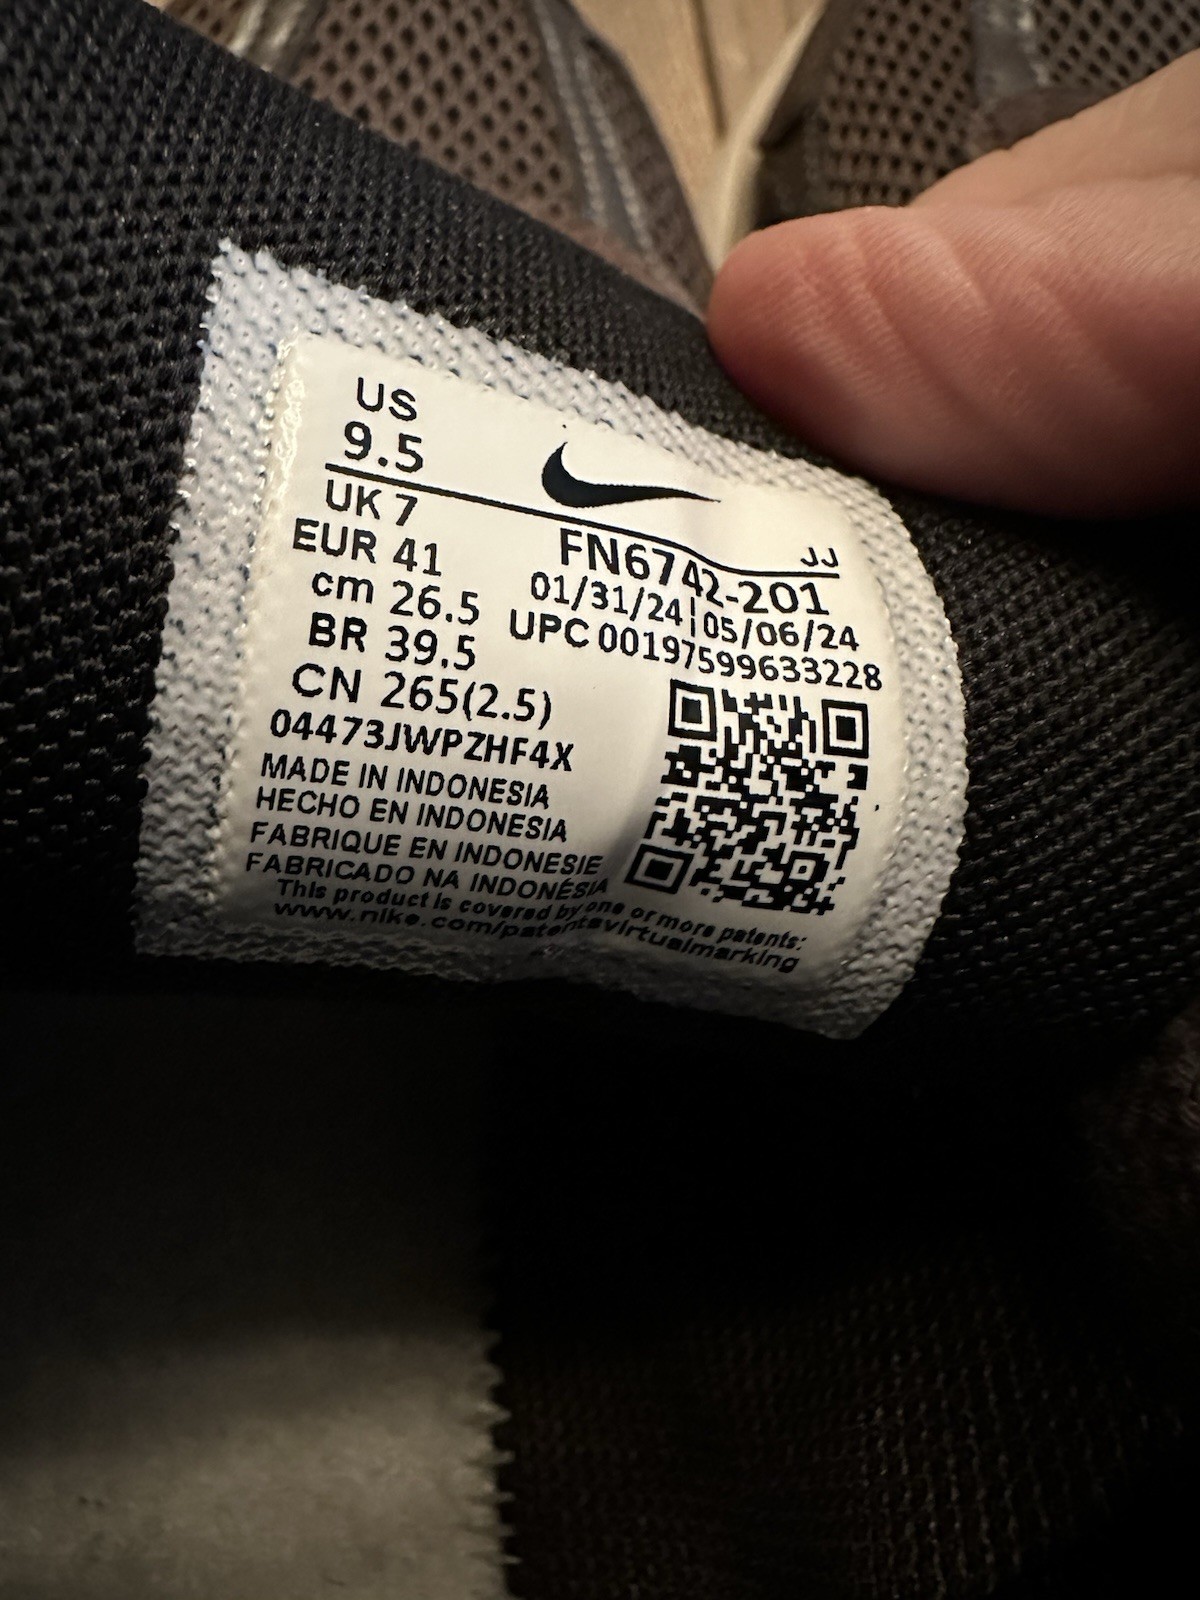 US
9.5
UK 7
EUR 41
cm 26.5
BR 39.5
CN 265(2.5)
04473JWPZHF4X
MADE IN INDONESIA
HECHO EN INDONESIA
FABRIQUE EN INDONESIE
FABRICADO NA INDONÉSIA
JJ
FN6742-201
01/31/24¦05/06/24
UPC 00197599633228
This product is covered by one or more patents:
www.nike.com/patentsvirtualmarking